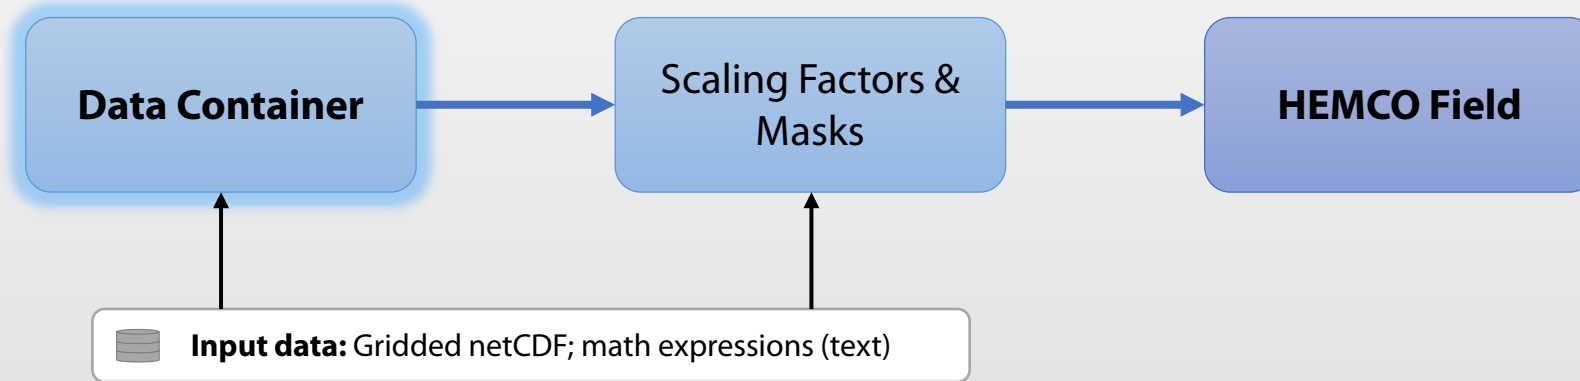 Data Container
Scaling Factors &
Masks
HEMCO Field
Input data: Gridded netCDF; math expressions (text)